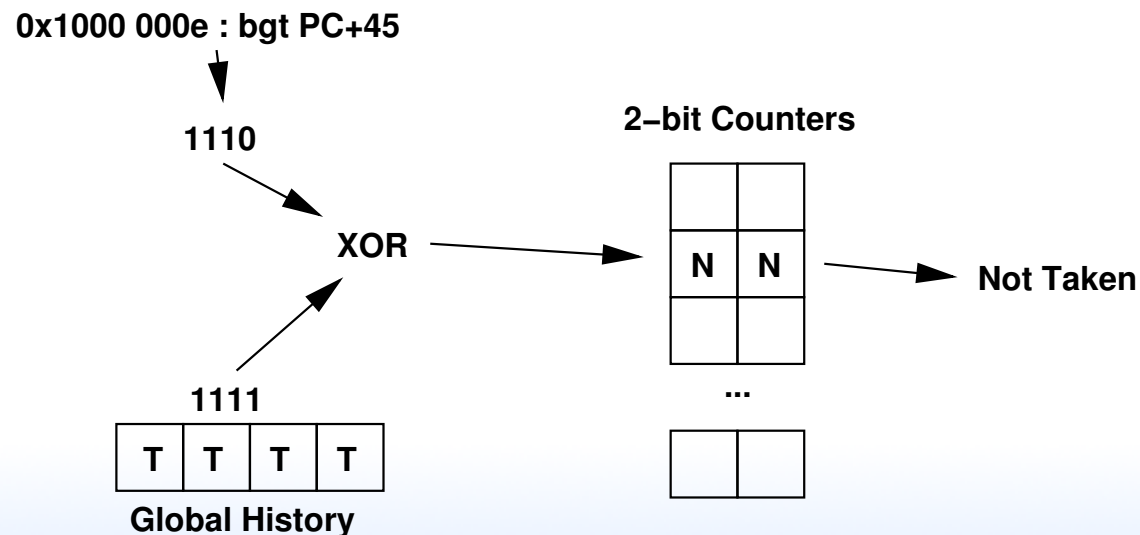 0x1000 000e : bgt PC+45
1110
2−bit Counters
XOR
N N
Not Taken
1111
...
T T T T
Global History